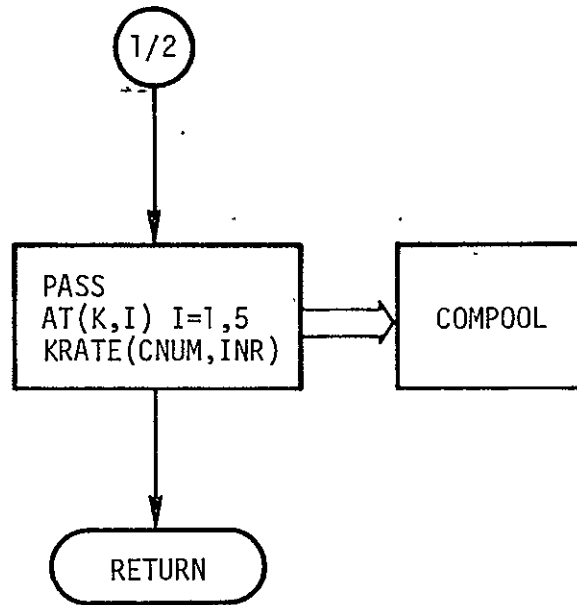 1/2
PASS
AT(K,I) I=1,5
KRATE(CNUM,INR)
COMPOOL
RETURN